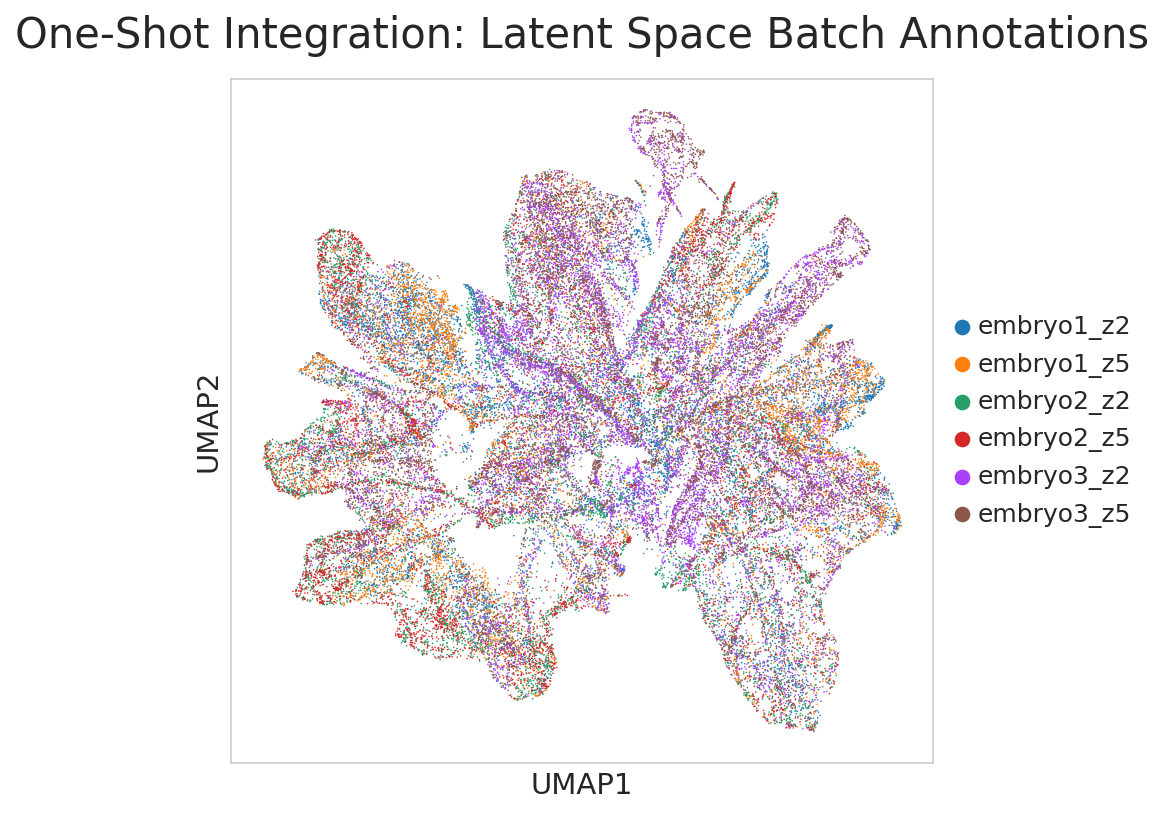 One-Shot Integration: Latent Space Batch Annotations
UMAP2
embryo1_z2
embryo1_z5
embryo2_z2
embryo2_z5
embryo3_z2
embryo3_z5
UMAP1